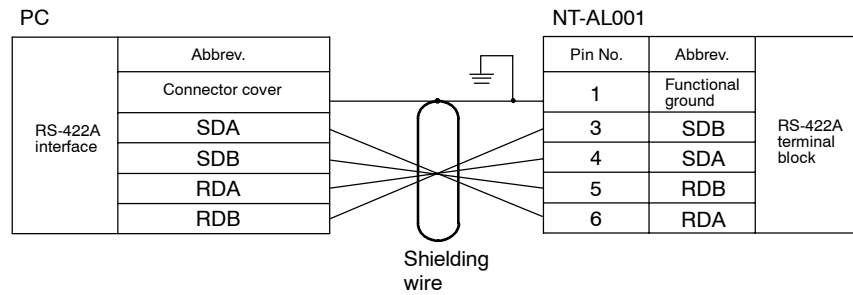 PC
NT-AL001
Abbrev.
Pin No.
Abbrev.
Connector cover
1
Functional
ground
RS-422A
interface
SDA
3
SDB
RS-422A
terminal
block
SDB
4
SDA
RDA
5
RDB
RDB
6
RDA
Shielding
wire